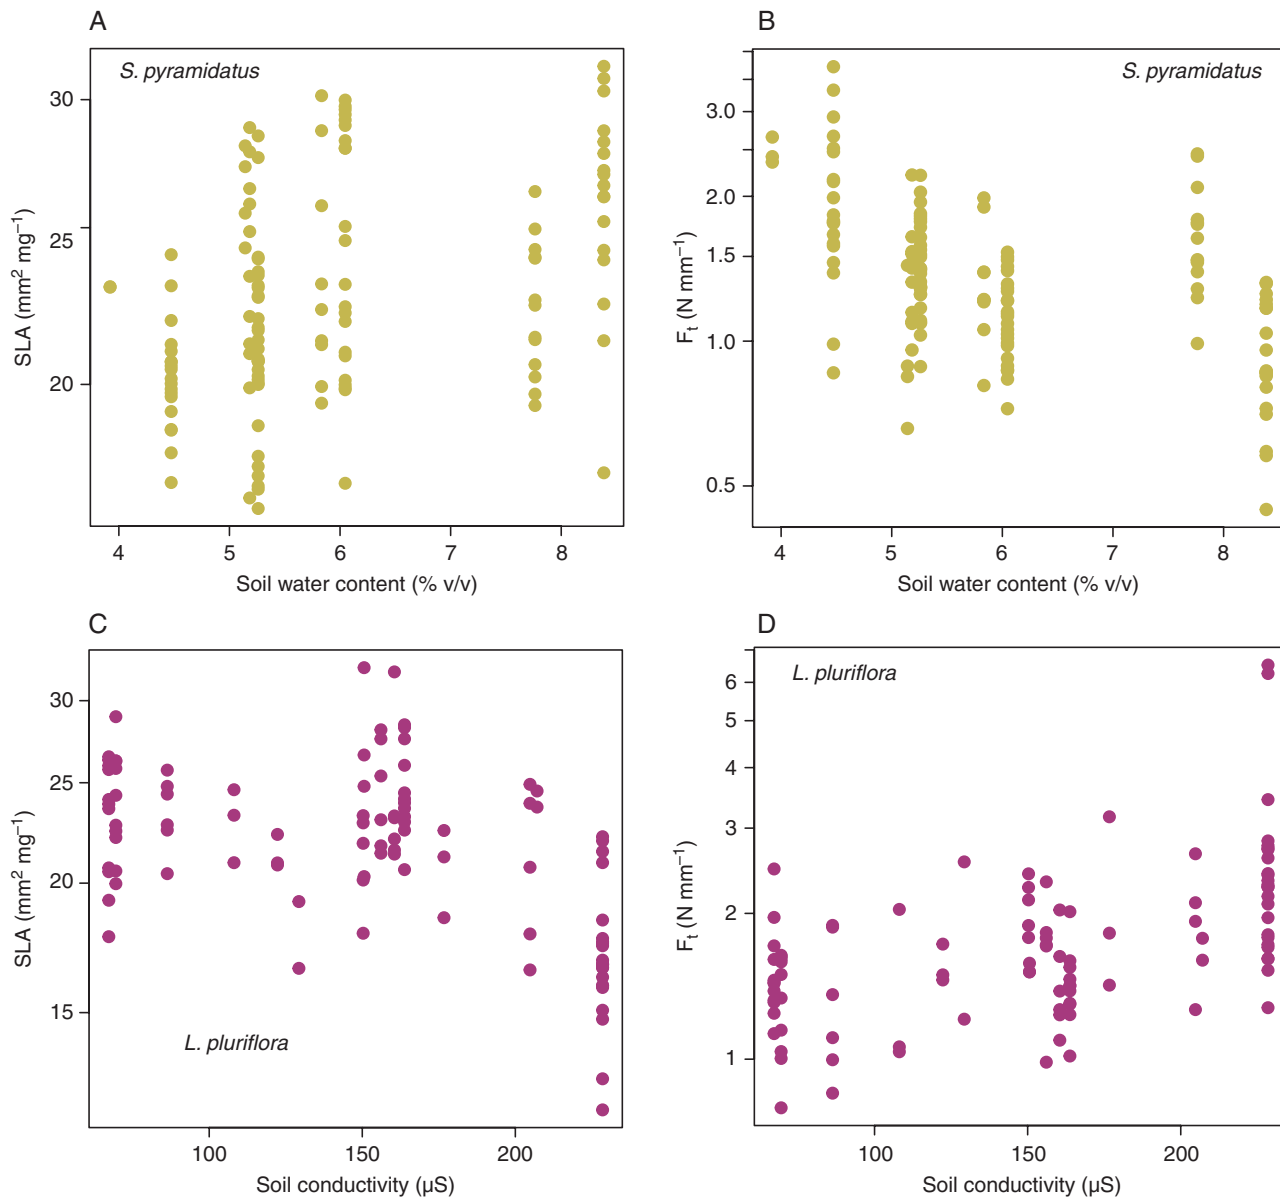 A
S. pyramidatus
30
25
20
SLA (mm² mg⁻¹)
4 5 6 7 8
Soil water content (% v/v)
B
S. pyramidatus
3.0
2.0
1.5
1.0
0.5
Fₜ (N mm⁻¹)
4 5 6 7 8
Soil water content (% v/v)
C
30
25
20
15
SLA (mm² mg⁻¹)
L. pluriflora
100 150 200
Soil conductivity (µS)
D
L. pluriflora
6
5
4
3
2
1
Fₜ (N mm⁻¹)
100 150 200
Soil conductivity (µS)